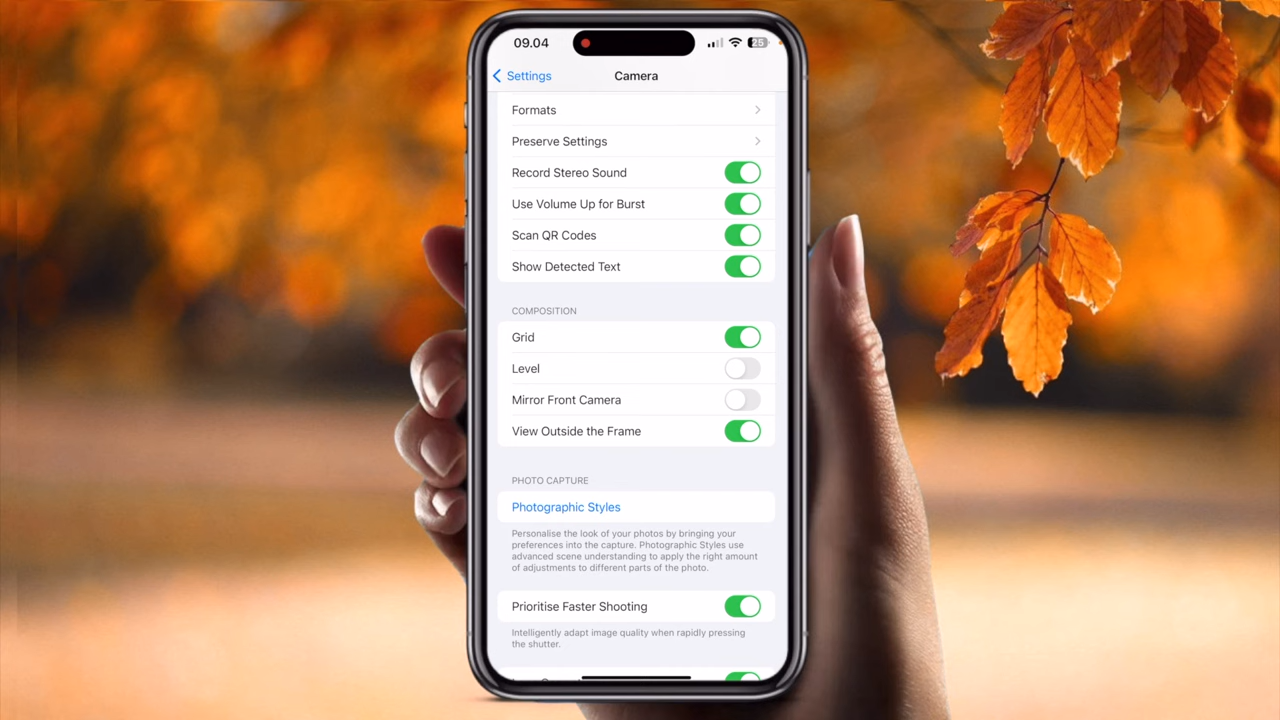 09.04
25
Settings
Camera
Formats
Preserve Settings
Record Stereo Sound
Use Volume Up for Burst
Scan QR Codes
Show Detected Text
COMPOSITION
Grid
Level
Mirror Front Camera
View Outside the Frame
PHOTO CAPTURE
Photographic Styles
Personalise the look of your photos by bringing your
preferences into the capture. Photographic Styles use
advanced scene understanding to apply the right amount
of adjustments to different parts of the photo.
Prioritise Faster Shooting
Intelligently adapt image quality when rapidly pressing
the shutter.